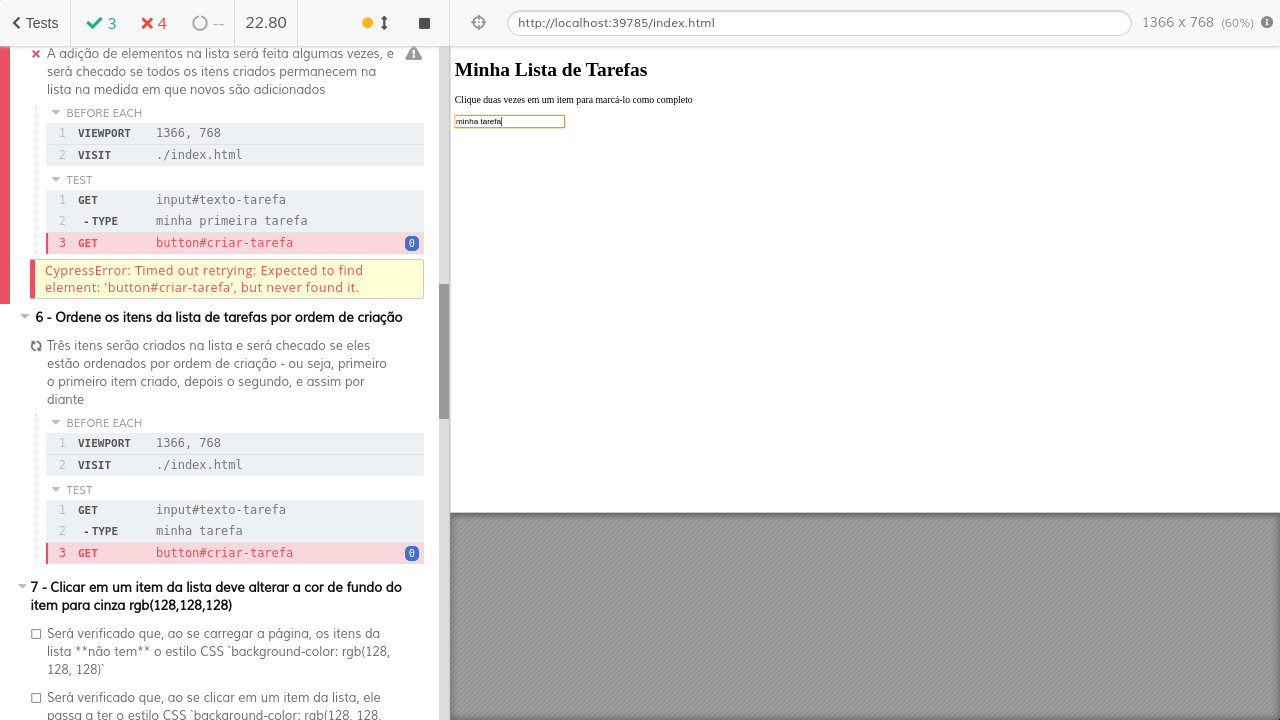 Tests
3
4
--
22.80
http://localhost:39785/index.html
1366 x 768 (60%)
A adição de elementos na lista será feita algumas vezes, e
será checado se todos os itens criados permanecem na
lista na medida em que novos são adicionados
BEFORE EACH
1 VIEWPORT 1366, 768
2 VISIT ./index.html
TEST
1 GET input#texto-tarefa
2 -TYPE minha primeira tarefa
3 GET button#criar-tarefa 0
CypressError: Timed out retrying: Expected to find
element: 'button#criar-tarefa', but never found it.
6 - Ordene os itens da lista de tarefas por ordem de criação
Três itens serão criados na lista e será checado se eles
estão ordenados por ordem de criação - ou seja, primeiro
o primeiro item criado, depois o segundo, e assim por
diante
BEFORE EACH
1 VIEWPORT 1366, 768
2 VISIT ./index.html
TEST
1 GET input#texto-tarefa
2 -TYPE minha tarefa
3 GET button#criar-tarefa 0
7 - Clicar em um item da lista deve alterar a cor de fundo do
item para cinza rgb(128,128,128)
Será verificado que, ao se carregar a página, os itens da
lista **não tem** o estilo CSS `background-color: rgb(128,
128, 128)`
Será verificado que, ao se clicar em um item da lista, ele
passa a ter o estilo CSS `background-color: rgb(128, 128,
Minha Lista de Tarefas
Clique duas vezes em um item para marcá-lo como completo
minha tarefa